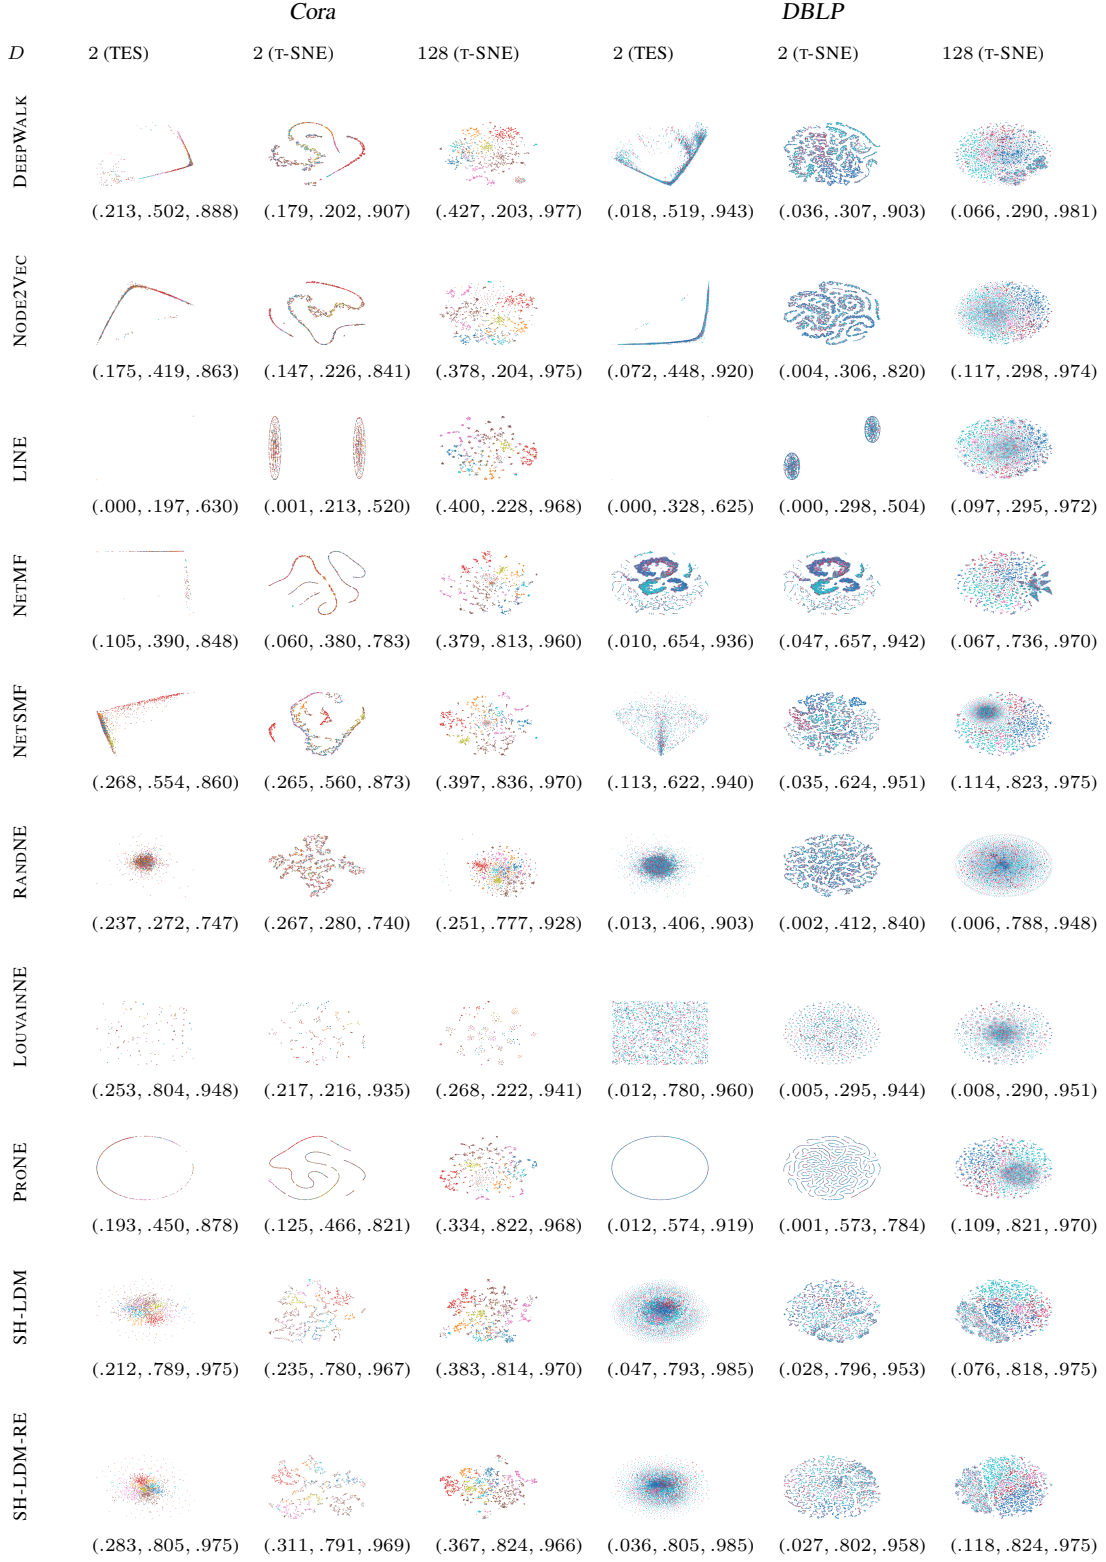 Cora DBLP
D 2 (TES) 2 (T-SNE) 128 (T-SNE) 2 (TES) 2 (T-SNE) 128 (T-SNE)
DEEPWALK
(.213, .502, .888) (.179, .202, .907) (.427, .203, .977) (.018, .519, .943) (.036, .307, .903) (.066, .290, .981)
NODE2VEC
(.175, .419, .863) (.147, .226, .841) (.378, .204, .975) (.072, .448, .920) (.004, .306, .820) (.117, .298, .974)
LINE
(.000, .197, .630) (.001, .213, .520) (.400, .228, .968) (.000, .328, .625) (.000, .298, .504) (.097, .295, .972)
NETMF
(.105, .390, .848) (.060, .380, .783) (.379, .813, .960) (.010, .654, .936) (.047, .657, .942) (.067, .736, .970)
NETSMF
(.268, .554, .860) (.265, .560, .873) (.397, .836, .970) (.113, .622, .940) (.035, .624, .951) (.114, .823, .975)
RANDNE
(.237, .272, .747) (.267, .280, .740) (.251, .777, .928) (.013, .406, .903) (.002, .412, .840) (.006, .788, .948)
LOUVAINNE
(.253, .804, .948) (.217, .216, .935) (.268, .222, .941) (.012, .780, .960) (.005, .295, .944) (.008, .290, .951)
PRONE
(.193, .450, .878) (.125, .466, .821) (.334, .822, .968) (.012, .574, .919) (.001, .573, .784) (.109, .821, .970)
SH-LDM
(.212, .789, .975) (.235, .780, .967) (.383, .814, .970) (.047, .793, .985) (.028, .796, .953) (.076, .818, .975)
SH-LDM-RE
(.283, .805, .975) (.311, .791, .969) (.367, .824, .966) (.036, .805, .985) (.027, .802, .958) (.118, .824, .975)